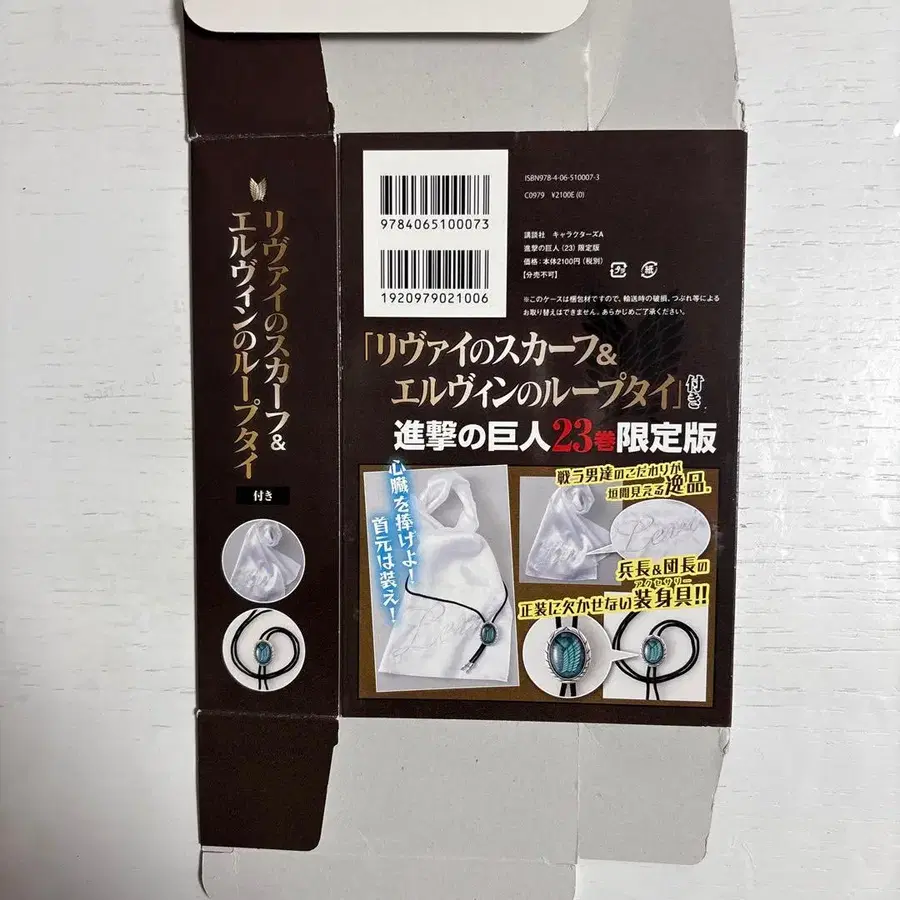 リヴァイのスカーフ&
エルヴィンのループタイ
付き
9784065100073
1920979021006
ISBN978-4-06-510007-3
C0979 ¥2100E (0)
講談社 キャラクターズA
進撃の巨人(23)限定版
価格:本体2100円(税別)
【分売不可】
プラ
紙
※このケースは梱包材ですので、輸送時の破損、つぶれ等による
お取り替えはできません。あらかじめご了承ください。
「リヴァイのスカーフ&
エルヴィンのループタイ」付き
進撃の巨人23巻限定版
心臓を捧げよ!
首元は装え!
戦う男達のこだわりが
垣間見える逸品。
兵長&団長の
正装に欠かせない装身具!!
アクセサリー